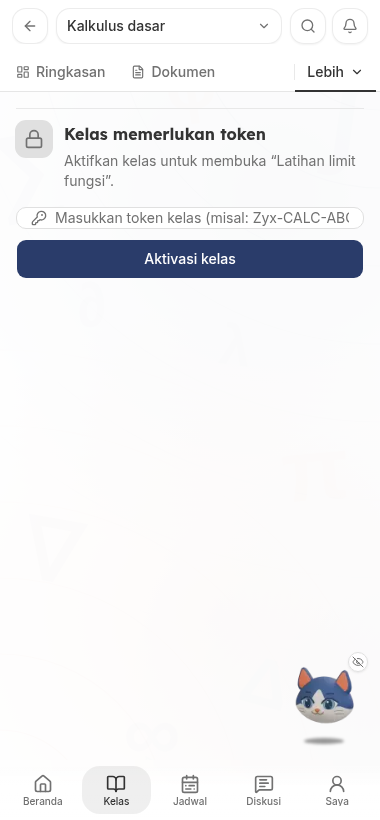 Kalkulus dasar
Ringkasan
Dokumen
Lebih
Kelas memerlukan token
Aktifkan kelas untuk membuka “Latihan limit
fungsi”.
Masukkan token kelas (misal: Zyx-CALC-ABC
Aktivasi kelas
Beranda
Kelas
Jadwal
Diskusi
Saya